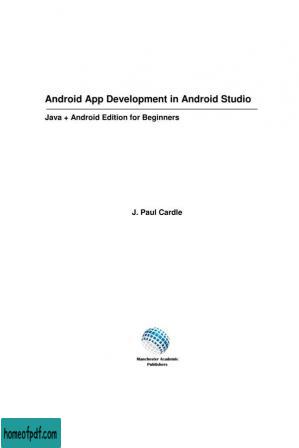 Android App Development in Android Studio
Java + Android Edition for Beginners
J. Paul Cardle
Manchester Academic
Publishers
homeofpdf.com